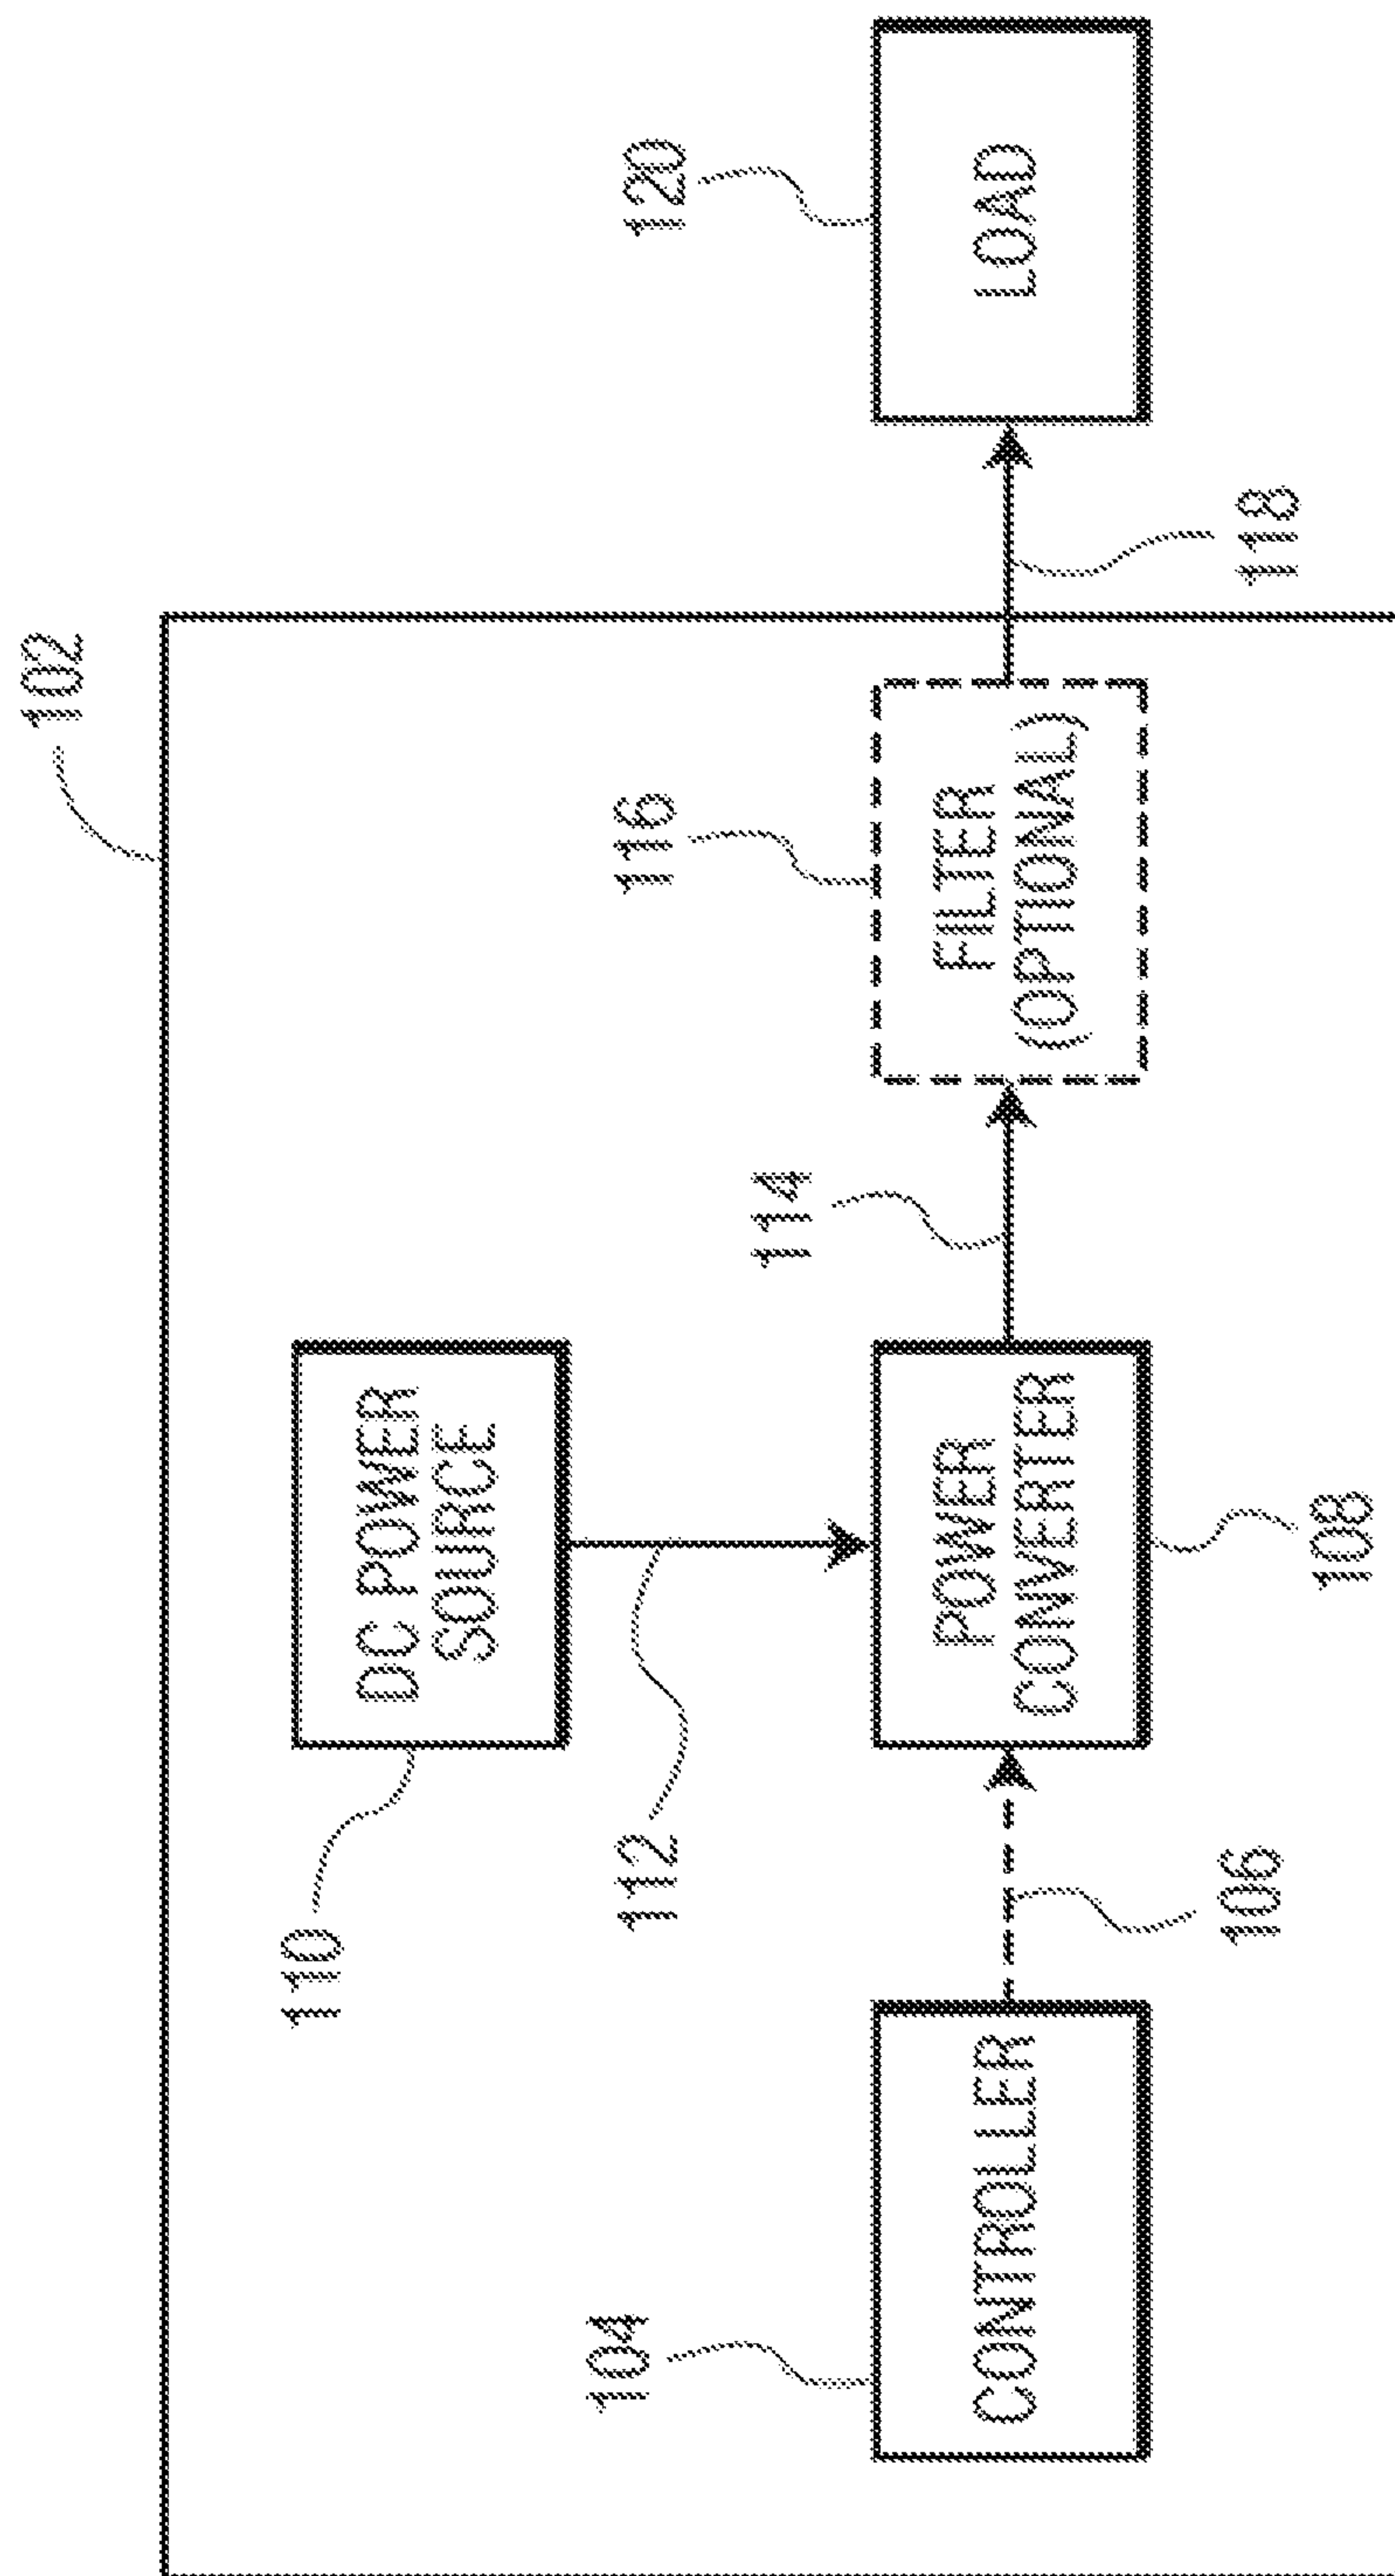 102
110
DC POWER
SOURCE
112
104
CONTROLLER
106
POWER
CONVERTER
108
114
116
FILTER
(OPTIONAL)
118
120
LOAD